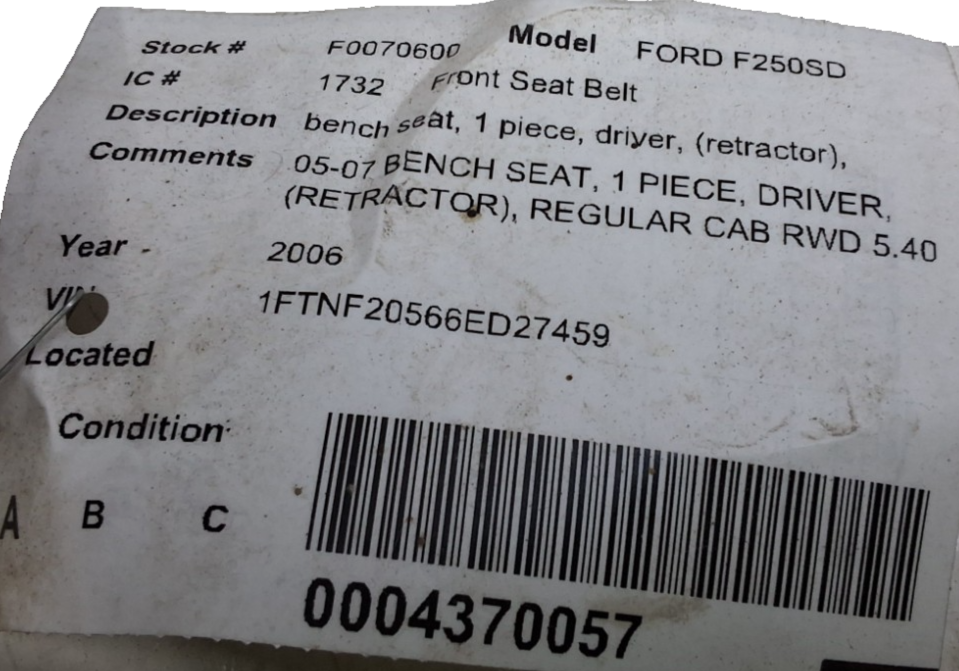 Stock # F0070600 Model FORD F250SD
IC # 1732 Front Seat Belt
Description bench seat, 1 piece, driver, (retractor),
Comments 05-07 BENCH SEAT, 1 PIECE, DRIVER,
(RETRACTOR), REGULAR CAB RWD 5.40
Year 2006
VIN 1FTNF20566ED27459
Located
Condition
A B C
0004370057